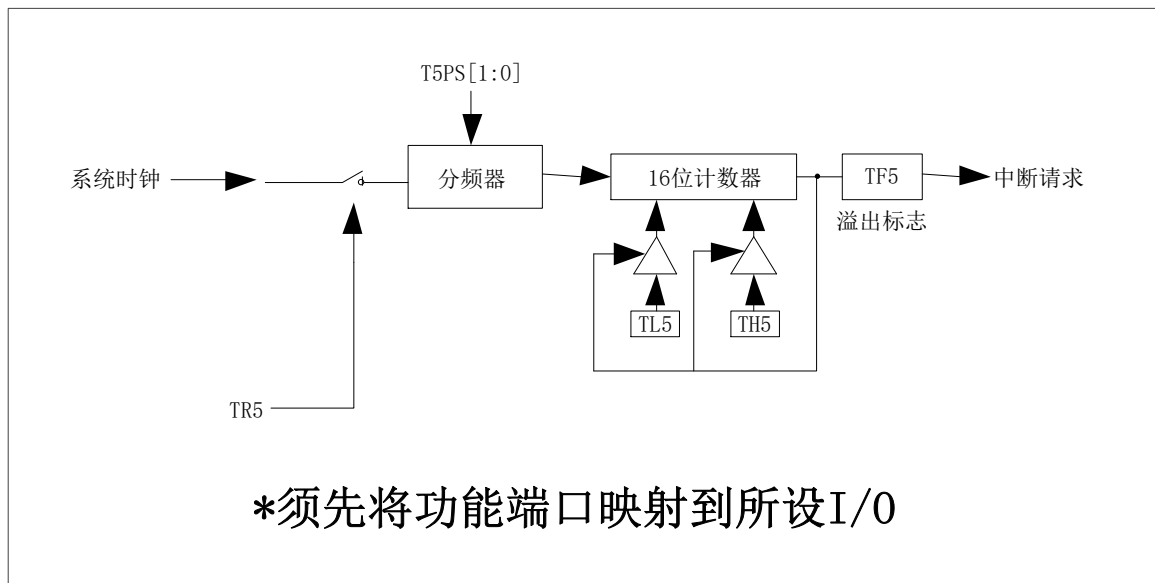 T5PS[1:0]
系统时钟
分频器
16位计数器
TF5
中断请求
溢出标志
TL5
TH5
TR5
*须先将功能端口映射到所设I/O